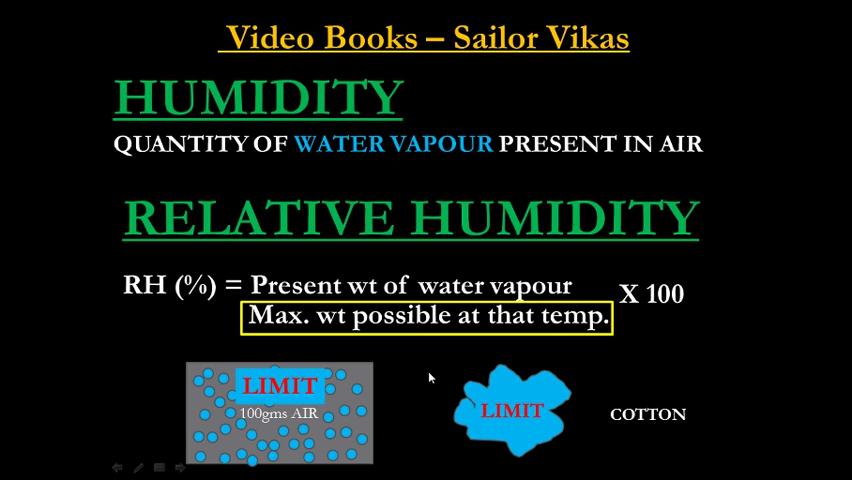 Video Books – Sailor Vikas
HUMIDITY
QUANTITY OF WATER VAPOUR PRESENT IN AIR
RELATIVE HUMIDITY
RH (%) = Present wt of water vapour
Max. wt possible at that temp.
X 100
LIMIT
100gms AIR
LIMIT
COTTON